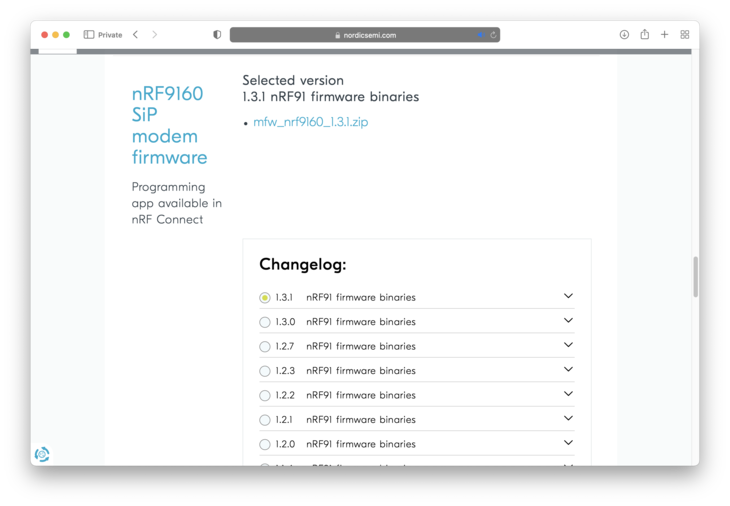 Private
nordicsemi.com
nRF9160
SiP
modem
firmware
Programming
app available in
nRF Connect
Selected version
1.3.1 nRF91 firmware binaries
mfw_nrf9160_1.3.1.zip
Changelog:
1.3.1 nRF91 firmware binaries
1.3.0 nRF91 firmware binaries
1.2.7 nRF91 firmware binaries
1.2.3 nRF91 firmware binaries
1.2.2 nRF91 firmware binaries
1.2.1 nRF91 firmware binaries
1.2.0 nRF91 firmware binaries